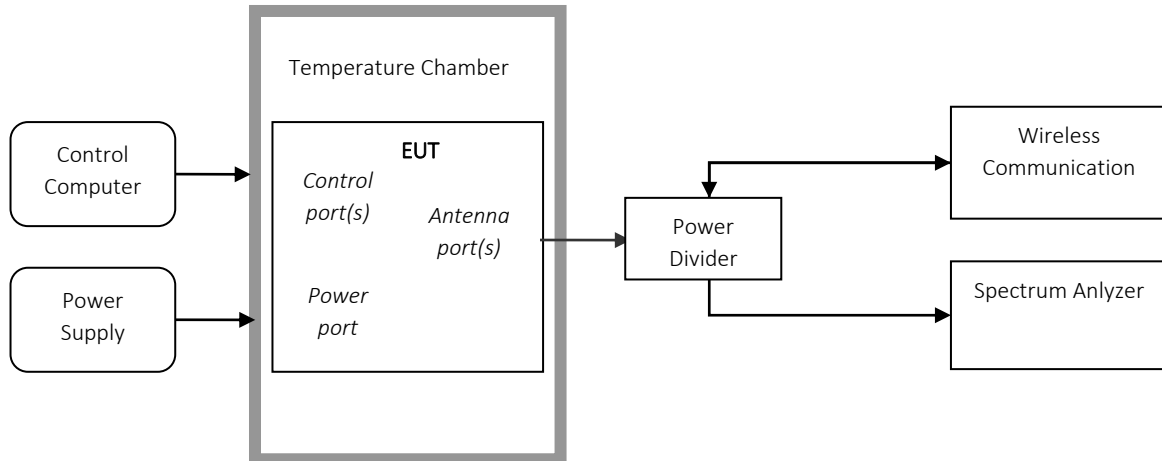 Temperature Chamber
Control
Computer
Power
Supply
EUT
Control
port(s)
Antenna
port(s)
Power
port
Power
Divider
Wireless
Communication
Spectrum Anlyzer